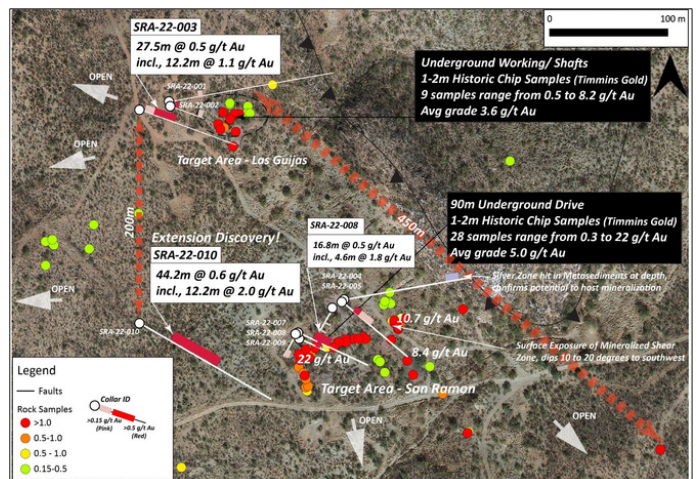 SRA-22-003
27.5m @ 0.5 g/t Au
incl., 12.2m @ 1.1 g/t Au
0
100 m
Underground Working/ Shafts
1-2m Historic Chip Samples (Timmins Gold)
9 samples range from 0.5 to 8.2 g/t Au
Avg grade 3.6 g/t Au
OPEN
SRA-22-001
SRA-22-002
OPEN
Target Area - Las Guijas
200m
450m
90m Underground Drive
1-2m Historic Chip Samples (Timmins Gold)
28 samples range from 0.3 to 22 g/t Au
Avg grade 5.0 g/t Au
Extension Discovery!
SRA-22-010
44.2m @ 0.6 g/t Au
incl., 12.2m @ 2.0 g/t Au
SRA-22-008
16.8m @ 0.5 g/t Au
incl., 4.6m @ 1.8 g/t Au
SRA-22-004
SRA-22-005
Silver Zone hit in Metasediments at depth,
confirms potential to host mineralization
OPEN
SRA-22-010
SRA-22-007
SRA-22-008
SRA-22-009
10.7 g/t Au
8.4 g/t Au
22 g/t Au
Surface Exposure of Mineralized Shear
Zone, dips 10 to 20 degrees to southwest
Target Area - San Ramon
OPEN
OPEN
Legend
Faults
Rock Samples
Collar ID
>0.15 g/t Au
(Pink)
>0.5 g/t Au
(Red)
>1.0
0.5-1.0
0.5 - 1.0
0.15-0.5